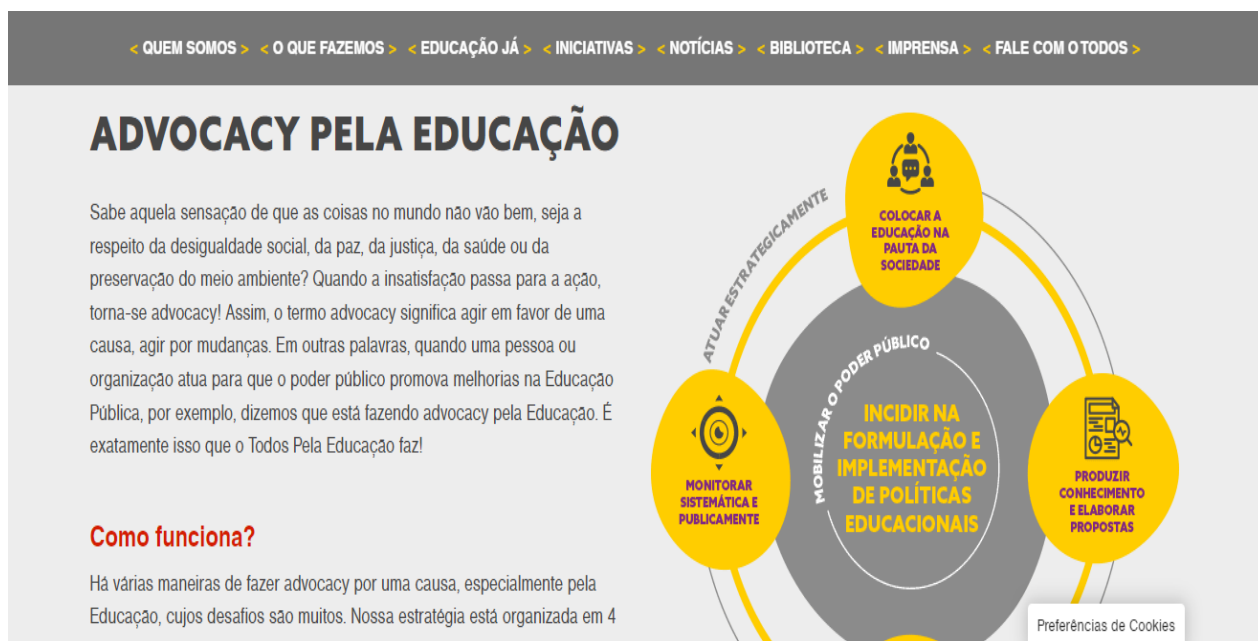 < QUEM SOMOS > < O QUE FAZEMOS > < EDUCAÇÃO JÁ > < INICIATIVAS > < NOTÍCIAS > < BIBLIOTECA > < IMPRENSA > < FALE COM O TODOS >
ADVOCACY PELA EDUCAÇÃO
Sabe aquela sensação de que as coisas no mundo não vão bem, seja a
respeito da desigualdade social, da paz, da justiça, da saúde ou da
preservação do meio ambiente? Quando a insatisfação passa para a ação,
torna-se advocacy! Assim, o termo advocacy significa agir em favor de uma
causa, agir por mudanças. Em outras palavras, quando uma pessoa ou
organização atua para que o poder público promova melhorias na Educação
Pública, por exemplo, dizemos que está fazendo advocacy pela Educação. É
exatamente isso que o Todos Pela Educação faz!
Como funciona?
Há várias maneiras de fazer advocacy por uma causa, especialmente pela
Educação, cujos desafios são muitos. Nossa estratégia está organizada em 4
ATUAR ESTRATEGICAMENTE
COLOCAR A
EDUCAÇÃO NA
PAUTA DA
SOCIEDADE
MOBILIZAR O PODER PÚBLICO
INCIDIR NA
FORMULAÇÃO E
IMPLEMENTAÇÃO
DE POLÍTICAS
EDUCACIONAIS
MONITORAR
SISTEMÁTICA E
PUBLICAMENTE
PRODUZIR
CONHECIMENTO
E ELABORAR
PROPOSTAS
Preferências de Cookies